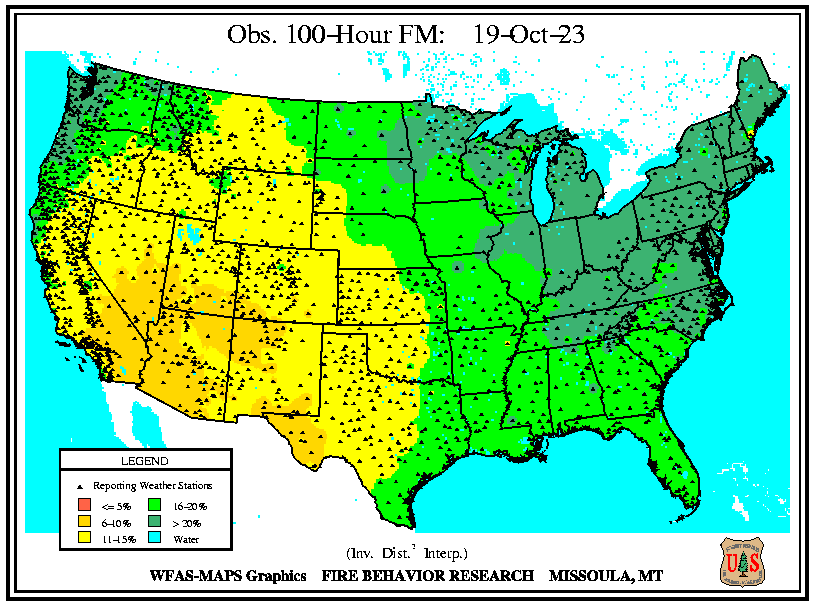 Obs. 100-Hour FM: 19-Oct-23
LEGEND
Reporting Weather Stations
<= 5% 16-20%
6-10% > 20%
11-15% Water
(Inv. Dist.² Interp.)
WFAS-MAPS Graphics FIRE BEHAVIOR RESEARCH MISSOULA, MT
U S